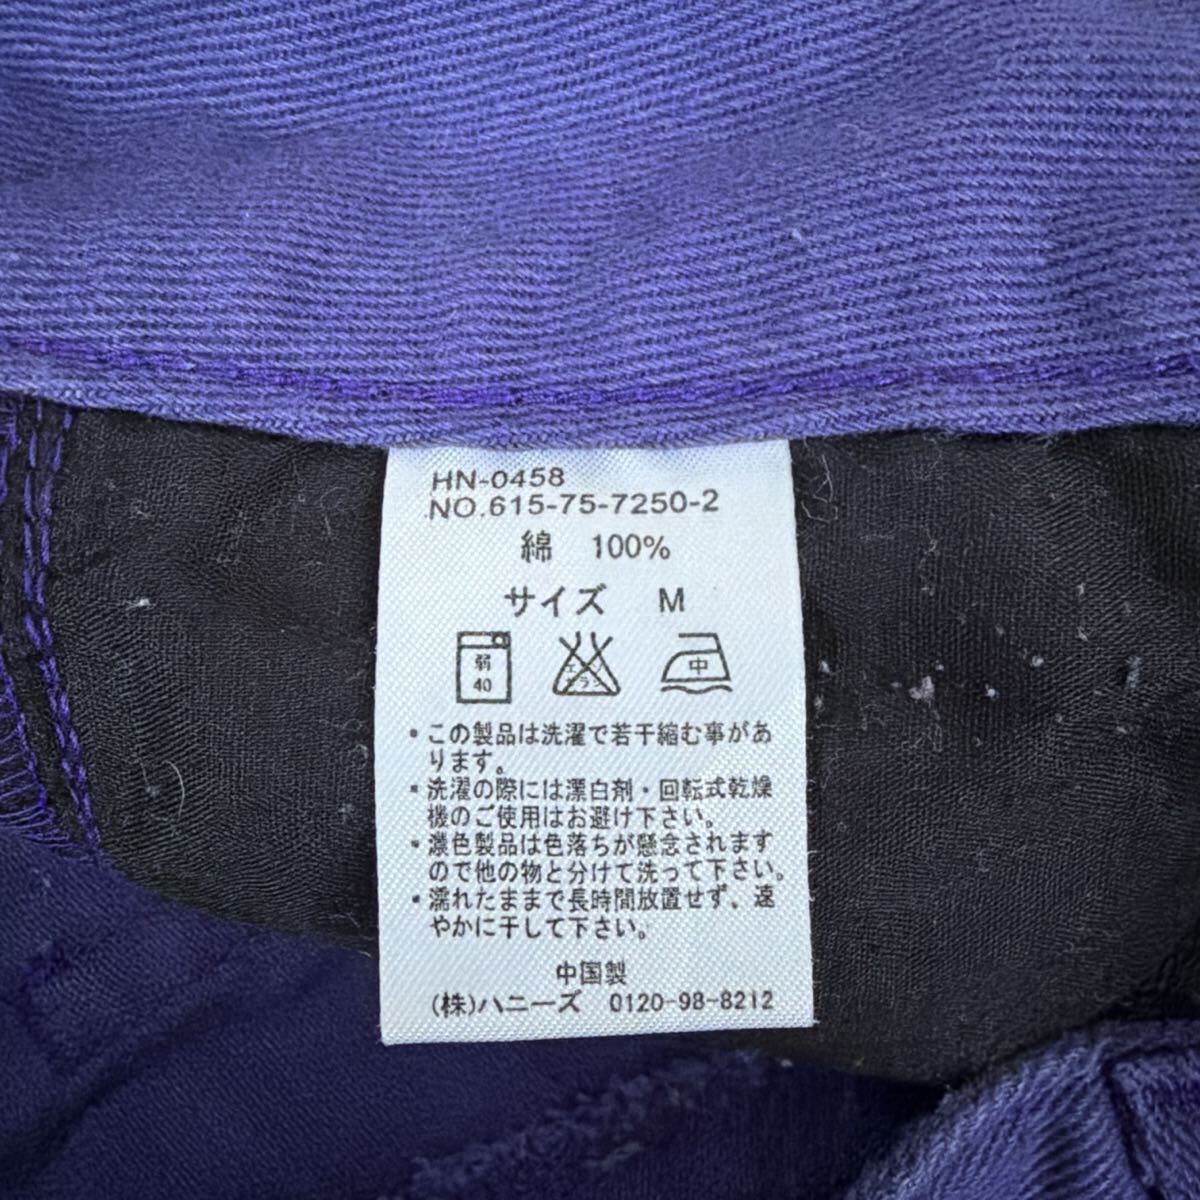 HN-0458
NO.615-75-7250-2
綿 100%
サイズ M
弱 40
エンソ サラシ
中
・この製品は洗濯で若干縮む事があ
ります。
・洗濯の際には漂白剤・回転式乾燥
機のご使用はお避け下さい。
・濃色製品は色落ちが懸念されます
ので他の物と分けて洗って下さい。
・濡れたままで長時間放置せず、速
やかに干して下さい。
中国製
(株)ハニーズ 0120-98-8212